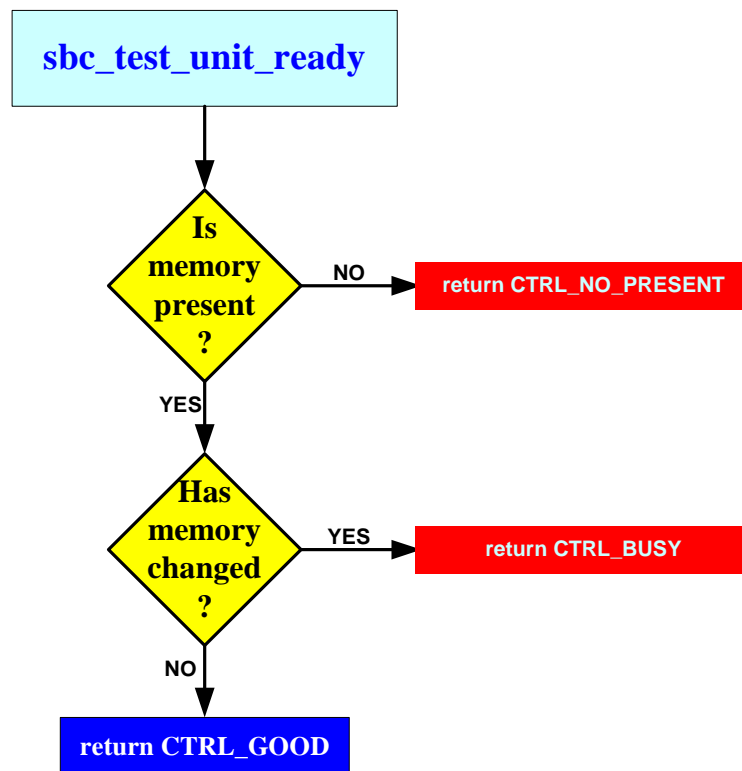 sbc_test_unit_ready
Is
memory
present
?
NO
return CTRL_NO_PRESENT
YES
Has
memory
changed
?
YES
return CTRL_BUSY
NO
return CTRL_GOOD